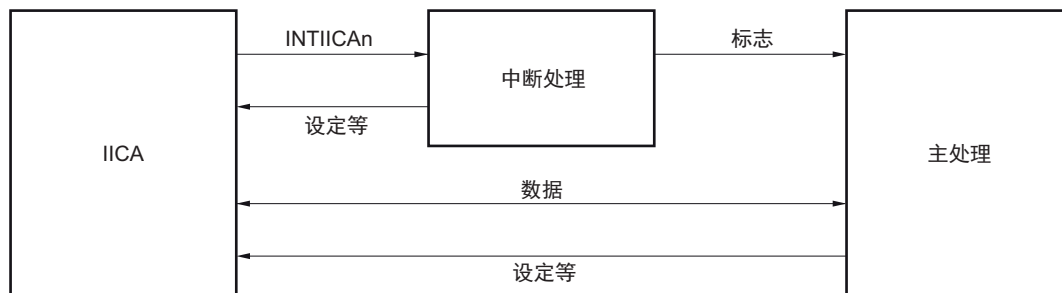 INTIICAn
标志
中断处理
设定等
IICA
主处理
数据
设定等